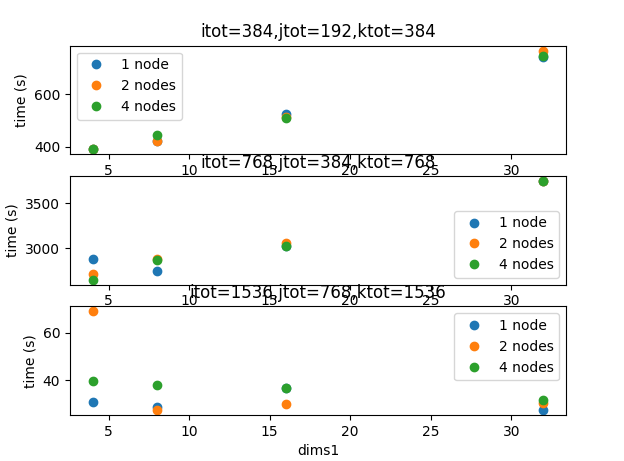 itot=384,jtot=192,ktot=384
time (s)
600
400
1 node
2 nodes
4 nodes
5 10 15 20 25 30
itot=768,jtot=384,ktot=768
time (s)
3500
3000
1 node
2 nodes
4 nodes
5 10 15 20 25 30
itot=1536,jtot=768,ktot=1536
time (s)
60
40
1 node
2 nodes
4 nodes
5 10 15 20 25 30
dims1